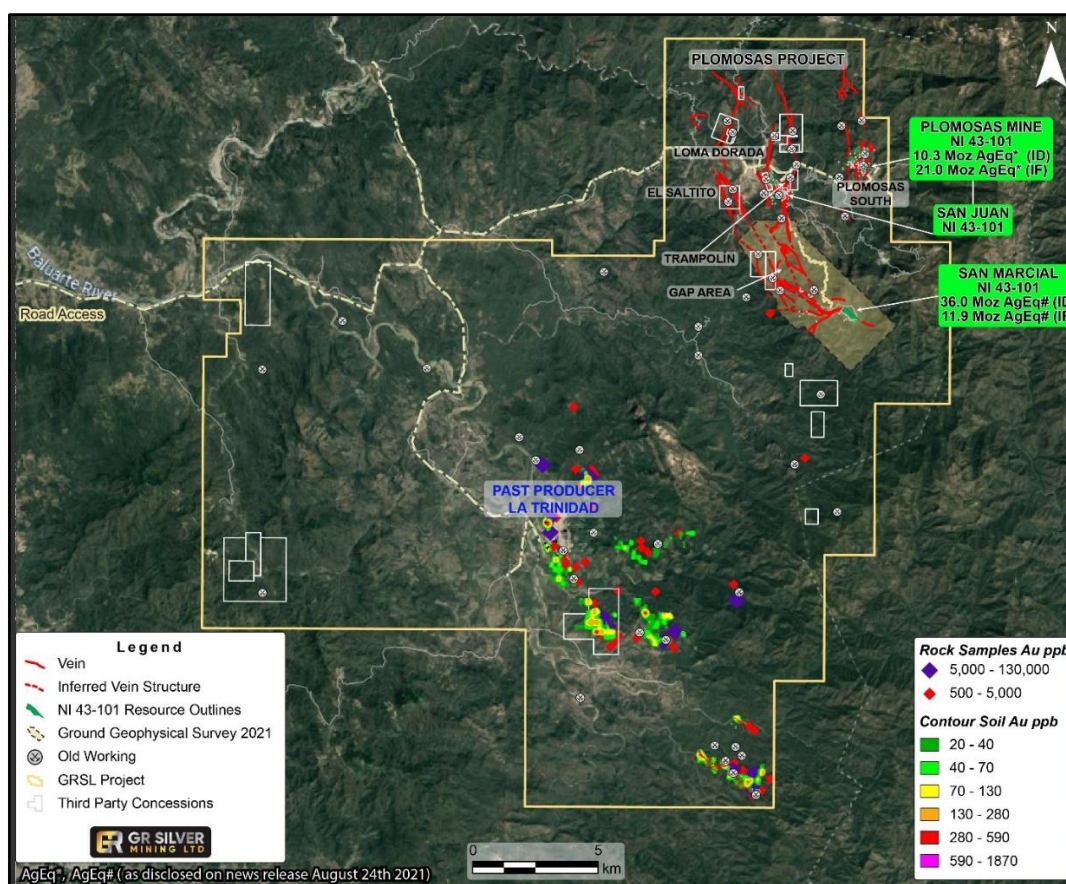 N
PLOMOSAS PROJECT
PLOMOSAS MINE
NI 43-101
10.3 Moz AgEq* (ID)
21.0 Moz AgEq* (IF)
LOMA DORADA
EL SALTITO
PLOMOSAS
SOUTH
SAN JUAN
NI 43-101
TRAMPOLÍN
GAP AREA
SAN MARCIAL
NI 43-101
36.0 Moz AgEq# (ID
11.9 Moz AgEq# (IF
Baluarte River
Road Access
PAST PRODUCER
LA TRINIDAD
Legend
Vein
Inferred Vein Structure
NI 43-101 Resource Outlines
Ground Geophysical Survey 2021
Old Working
GRSL Project
Third Party Concessions
GR GR SILVER
MINING LTD
AgEq*, AgEq# ( as disclosed on news release August 24th 2021)
0 5
km
Rock Samples Au ppb
5,000 - 130,000
500 - 5,000
Contour Soil Au ppb
20 - 40
40 - 70
70 - 130
130 - 280
280 - 590
590 - 1870